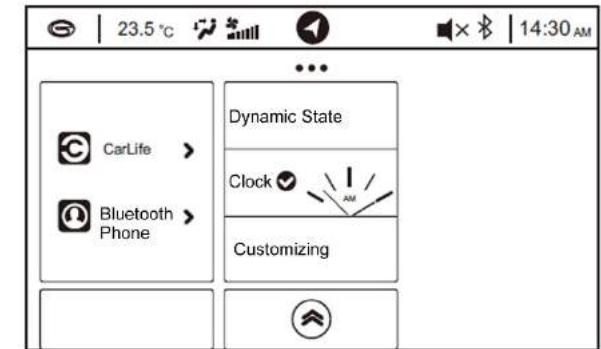 23.5 °C
14:30 AM
CarLife
Bluetooth
Phone
Dynamic State
Clock
AM
Customizing